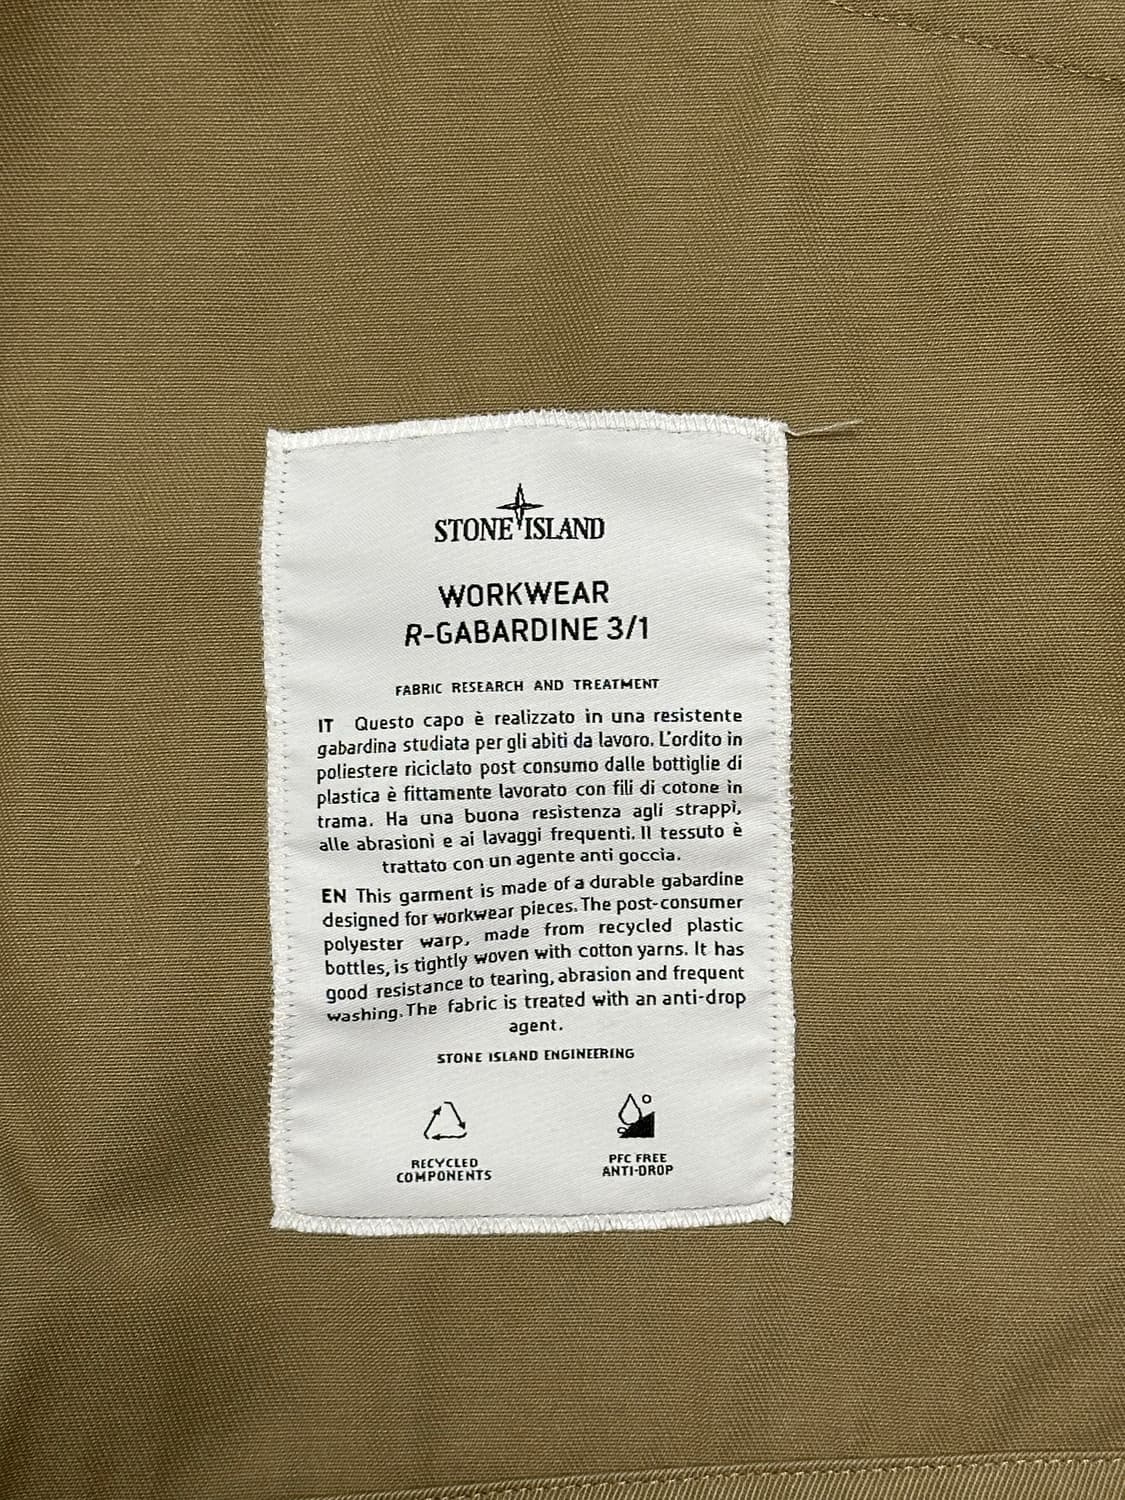 STONE ISLAND
WORKWEAR
R-GABARDINE 3/1
FABRIC RESEARCH AND TREATMENT
IT Questo capo è realizzato in una resistente
gabardina studiata per gli abiti da lavoro. L'ordito in
poliestere riciclato post consumo dalle bottiglie di
plastica è fittamente lavorato con fili di cotone in
trama. Ha una buona resistenza agli strappi,
alle abrasioni e ai lavaggi frequenti. Il tessuto è
trattato con un agente anti goccia.
EN This garment is made of a durable gabardine
designed for workwear pieces. The post-consumer
polyester warp, made from recycled plastic
bottles, is tightly woven with cotton yarns. It has
good resistance to tearing, abrasion and frequent
washing. The fabric is treated with an anti-drop
agent.
STONE ISLAND ENGINEERING
RECYCLED
COMPONENTS
PFC FREE
ANTI-DROP